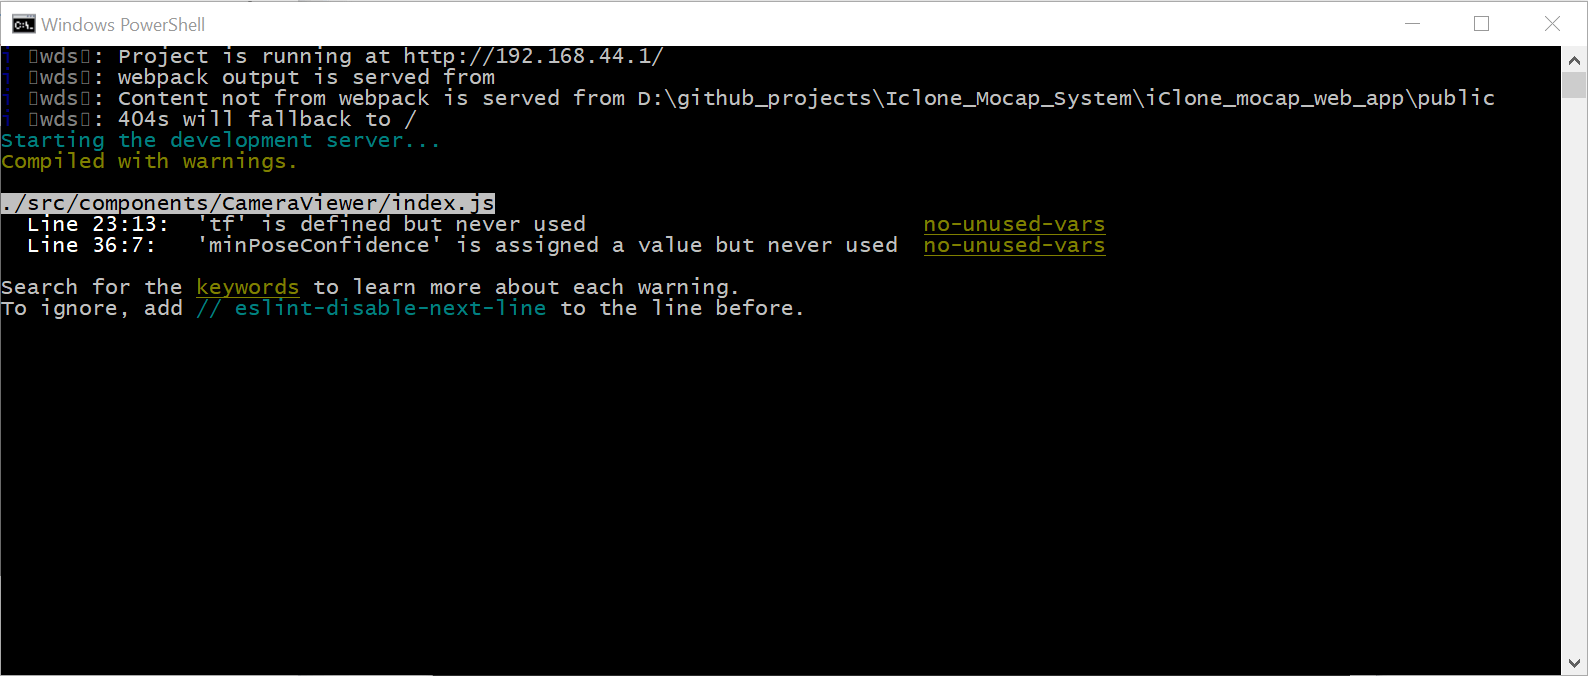 Windows PowerShell
i wds: Project is running at http://192.168.44.1/
i wds: webpack output is served from
i wds: Content not from webpack is served from D:\github_projects\Iclone_Mocap_System\iClone_mocap_web_app\public
i wds: 404s will fallback to /
Starting the development server...
Compiled with warnings.
./src/components/CameraViewer/index.js
Line 23:13: 'tf' is defined but never used no-unused-vars
Line 36:7: 'minPoseConfidence' is assigned a value but never used no-unused-vars
Search for the keywords to learn more about each warning.
To ignore, add // eslint-disable-next-line to the line before.